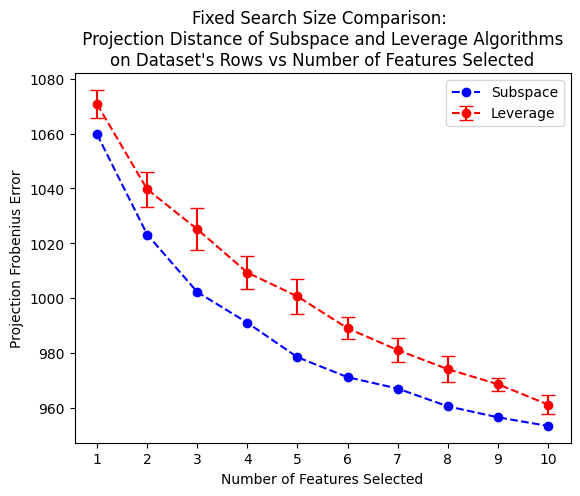 Fixed Search Size Comparison:
Projection Distance of Subspace and Leverage Algorithms
on Dataset's Rows vs Number of Features Selected
Subspace
Leverage
Projection Frobenius Error
1080
1060
1040
1020
1000
980
960
1 2 3 4 5 6 7 8 9 10
Number of Features Selected